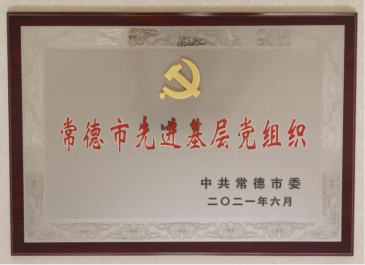 常德市先进基层党组织
中共常德市委
二〇二一年六月